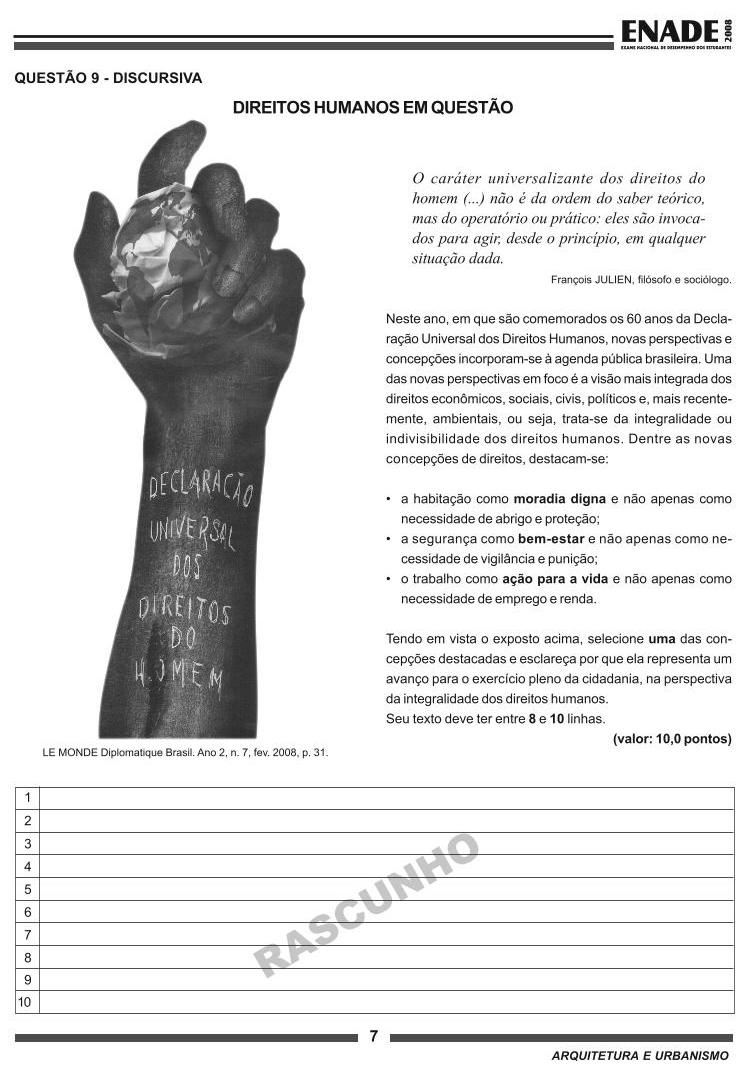 ENADE
2008
EXAME NACIONAL DE DESEMPENHO DOS ESTUDANTES
QUESTÃO 9 - DISCURSIVA
DIREITOS HUMANOS EM QUESTÃO
DECLARAÇÃO
UNIVERSAL
DOS
DIREITOS
DO
HOMEM
LE MONDE Diplomatique Brasil. Ano 2, n. 7, fev. 2008, p. 31.
O caráter universalizante dos direitos do
homem (...) não é da ordem do saber teórico,
mas do operatório ou prático: eles são invoca-
dos para agir, desde o princípio, em qualquer
situação dada.
François JULIEN, filósofo e sociólogo.
Neste ano, em que são comemorados os 60 anos da Decla-
ração Universal dos Direitos Humanos, novas perspectivas e
concepções incorporam-se à agenda pública brasileira. Uma
das novas perspectivas em foco é a visão mais integrada dos
direitos econômicos, sociais, civis, políticos e, mais recente-
mente, ambientais, ou seja, trata-se da integralidade ou
indivisibilidade dos direitos humanos. Dentre as novas
concepções de direitos, destacam-se:
• a habitação como moradia digna e não apenas como
necessidade de abrigo e proteção;
• a segurança como bem-estar e não apenas como ne-
cessidade de vigilância e punição;
• o trabalho como ação para a vida e não apenas como
necessidade de emprego e renda.
Tendo em vista o exposto acima, selecione uma das con-
cepções destacadas e esclareça por que ela representa um
avanço para o exercício pleno da cidadania, na perspectiva
da integralidade dos direitos humanos.
Seu texto deve ter entre 8 e 10 linhas.
(valor: 10,0 pontos)
1
2
3
4
5
6
7
8
9
10
RASCUNHO
7
ARQUITETURA E URBANISMO